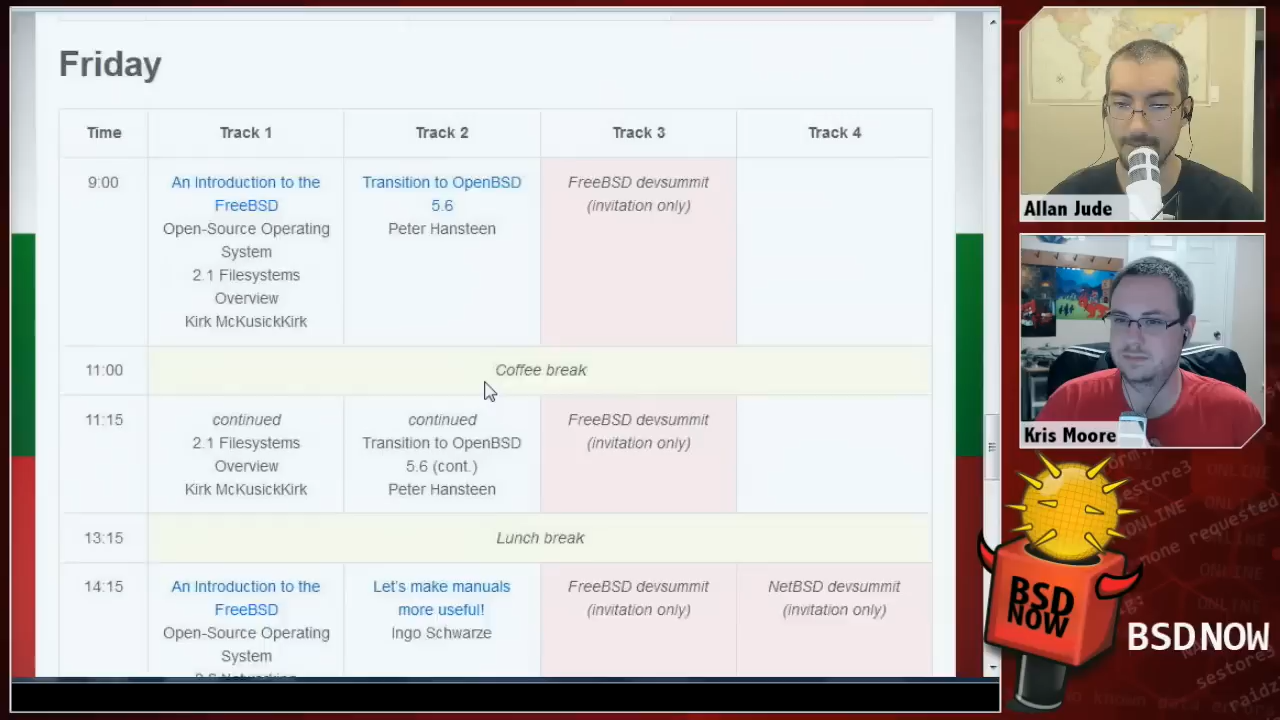 Friday
Time
Track 1
Track 2
Track 3
Track 4
9:00
An Introduction to the
FreeBSD
Open-Source Operating
System
2.1 Filesystems
Overview
Kirk McKusickKirk
Transition to OpenBSD
5.6
Peter Hansteen
FreeBSD devsummit
(invitation only)
11:00
Coffee break
11:15
continued
2.1 Filesystems
Overview
Kirk McKusickKirk
continued
Transition to OpenBSD
5.6 (cont.)
Peter Hansteen
FreeBSD devsummit
(invitation only)
13:15
Lunch break
14:15
An Introduction to the
FreeBSD
Open-Source Operating
System
Let's make manuals
more useful!
Ingo Schwarze
FreeBSD devsummit
(invitation only)
NetBSD devsummit
(invitation only)
Allan Jude
Kris Moore
BSD
NOW
BSDNOW
ONLINE
ONLINE
none requested
ONLINE